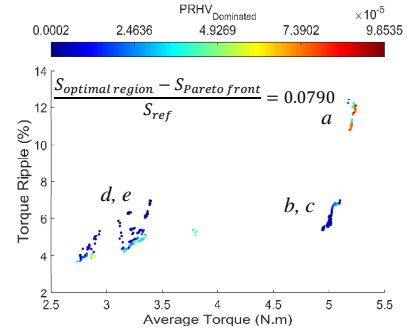 PRHV_Dominated
×10^-5
0.0002 2.4636 4.9269 7.3902 9.8535
14
12
10
8
6
4
2
Torque Ripple (%)
(S_optimal region − S_Pareto front) / S_ref = 0.0790
a
d, e
b, c
2.5 3 3.5 4 4.5 5 5.5
Average Torque (N.m)